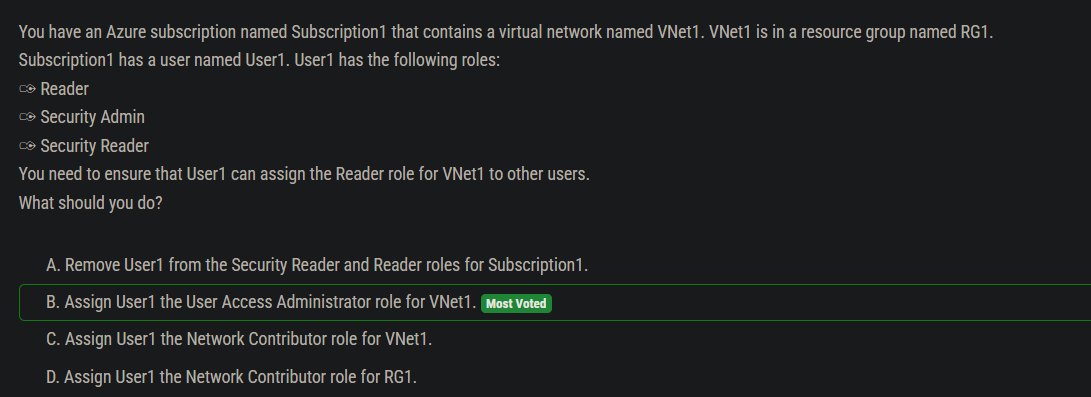 You have an Azure subscription named Subscription1 that contains a virtual network named VNet1. VNet1 is in a resource group named RG1.
Subscription1 has a user named User1. User1 has the following roles:
Reader
Security Admin
Security Reader
You need to ensure that User1 can assign the Reader role for VNet1 to other users.
What should you do?
A. Remove User1 from the Security Reader and Reader roles for Subscription1.
B. Assign User1 the User Access Administrator role for VNet1. Most Voted
C. Assign User1 the Network Contributor role for VNet1.
D. Assign User1 the Network Contributor role for RG1.